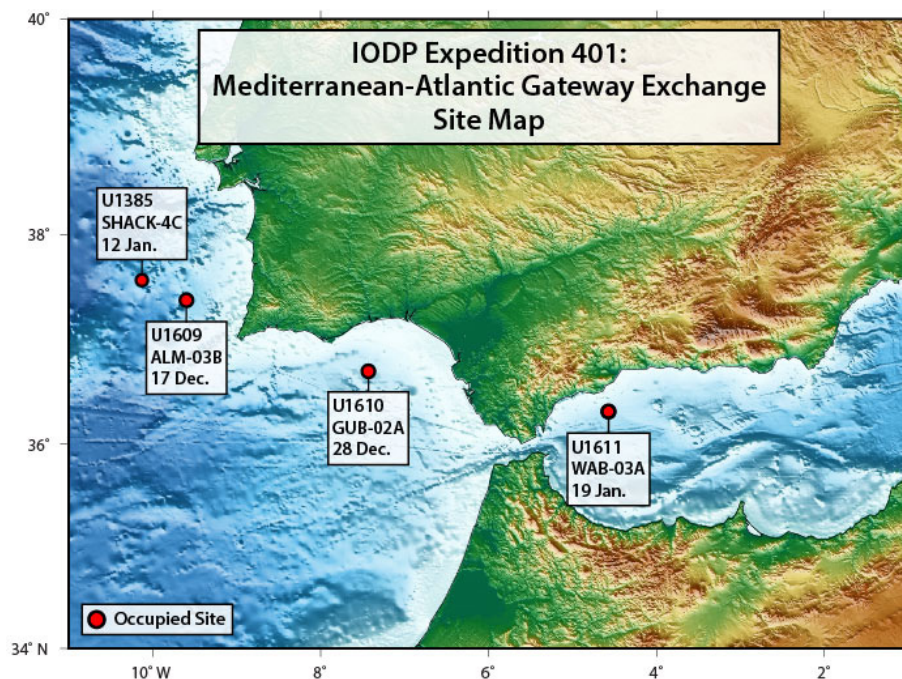 IODP Expedition 401:
Mediterranean-Atlantic Gateway Exchange
Site Map
40˚
38˚
36˚
34˚ N
U1385
SHACK-4C
12 Jan.
U1609
ALM-03B
17 Dec.
U1610
GUB-02A
28 Dec.
U1611
WAB-03A
19 Jan.
Occupied Site
10˚ W
8˚
6˚
4˚
2˚